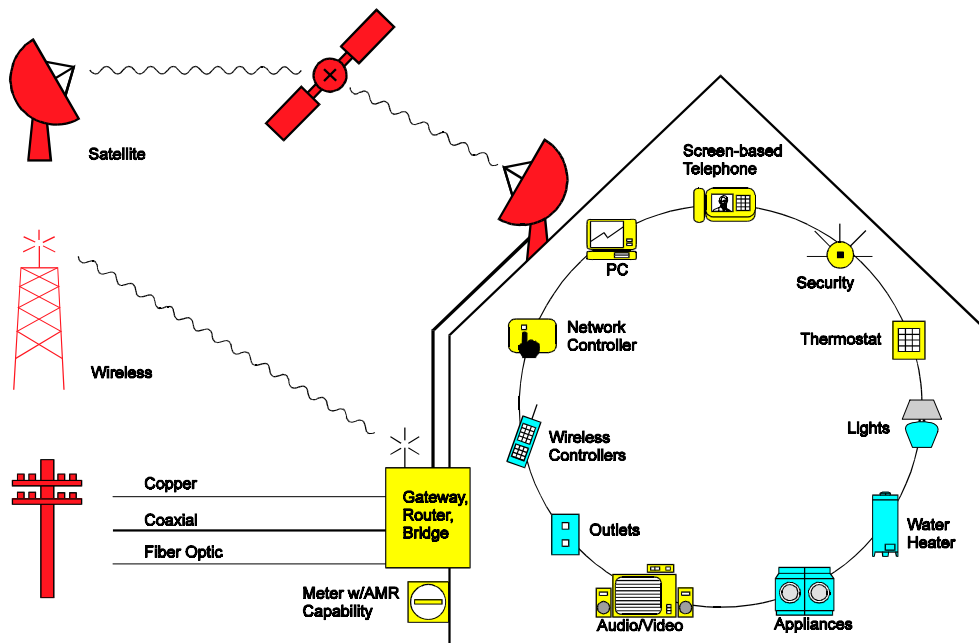 Satellite
Screen-based
Telephone
PC
Security
Network
Controller
Thermostat
Wireless
Lights
Wireless
Controllers
Copper
Gateway,
Router,
Bridge
Coaxial
Fiber Optic
Outlets
Water
Heater
Meter w/AMR
Capability
Audio/Video
Appliances